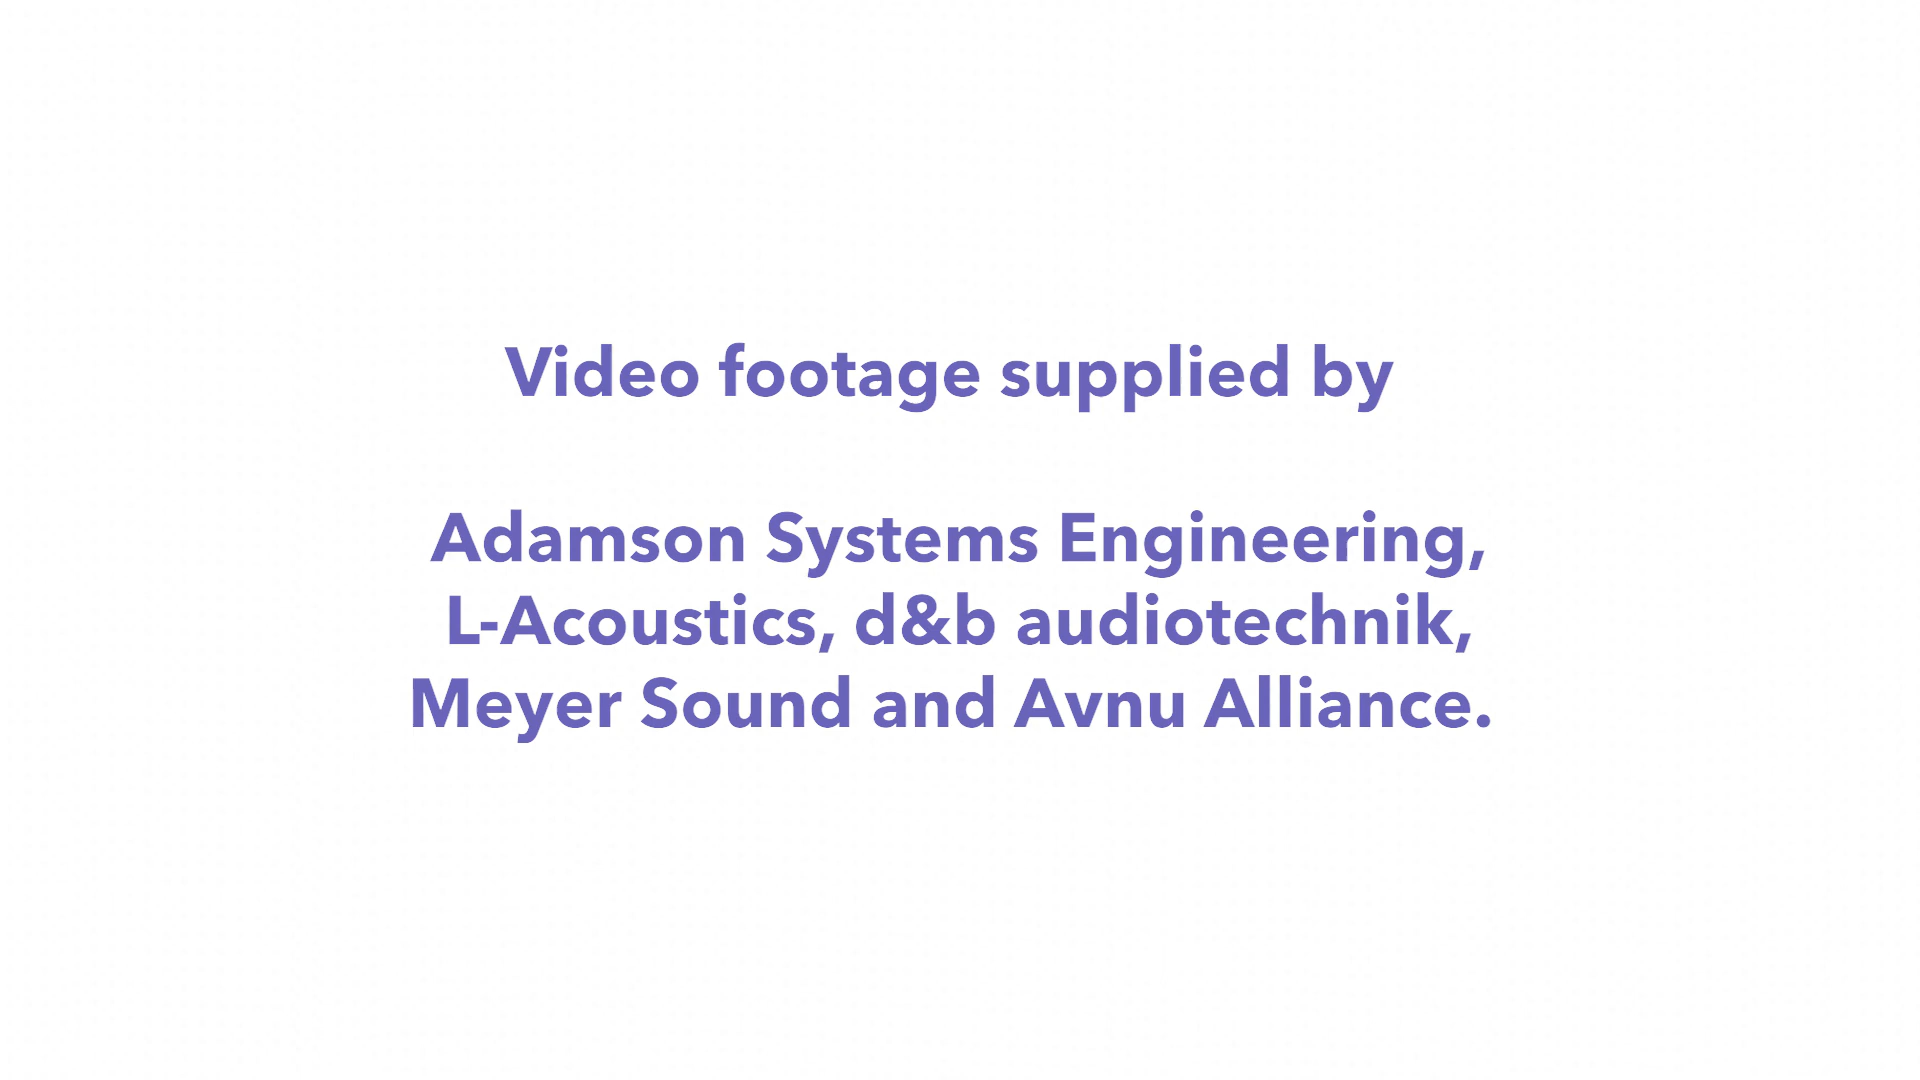 Video footage supplied by
Adamson Systems Engineering,
L-Acoustics, d&b audiotechnik,
Meyer Sound and Avnu Alliance.